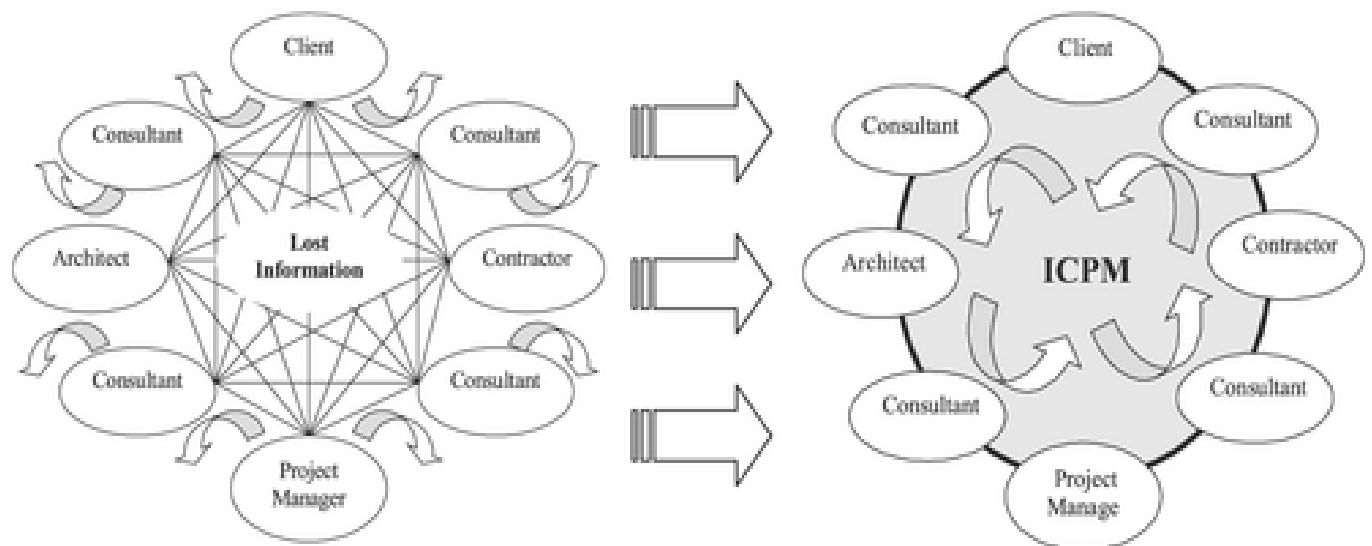 Client
Consultant
Consultant
Architect
Lost
Information
Contractor
Consultant
Consultant
Project
Manager
Client
Consultant
Consultant
Architect
ICPM
Contractor
Consultant
Consultant
Project
Manage